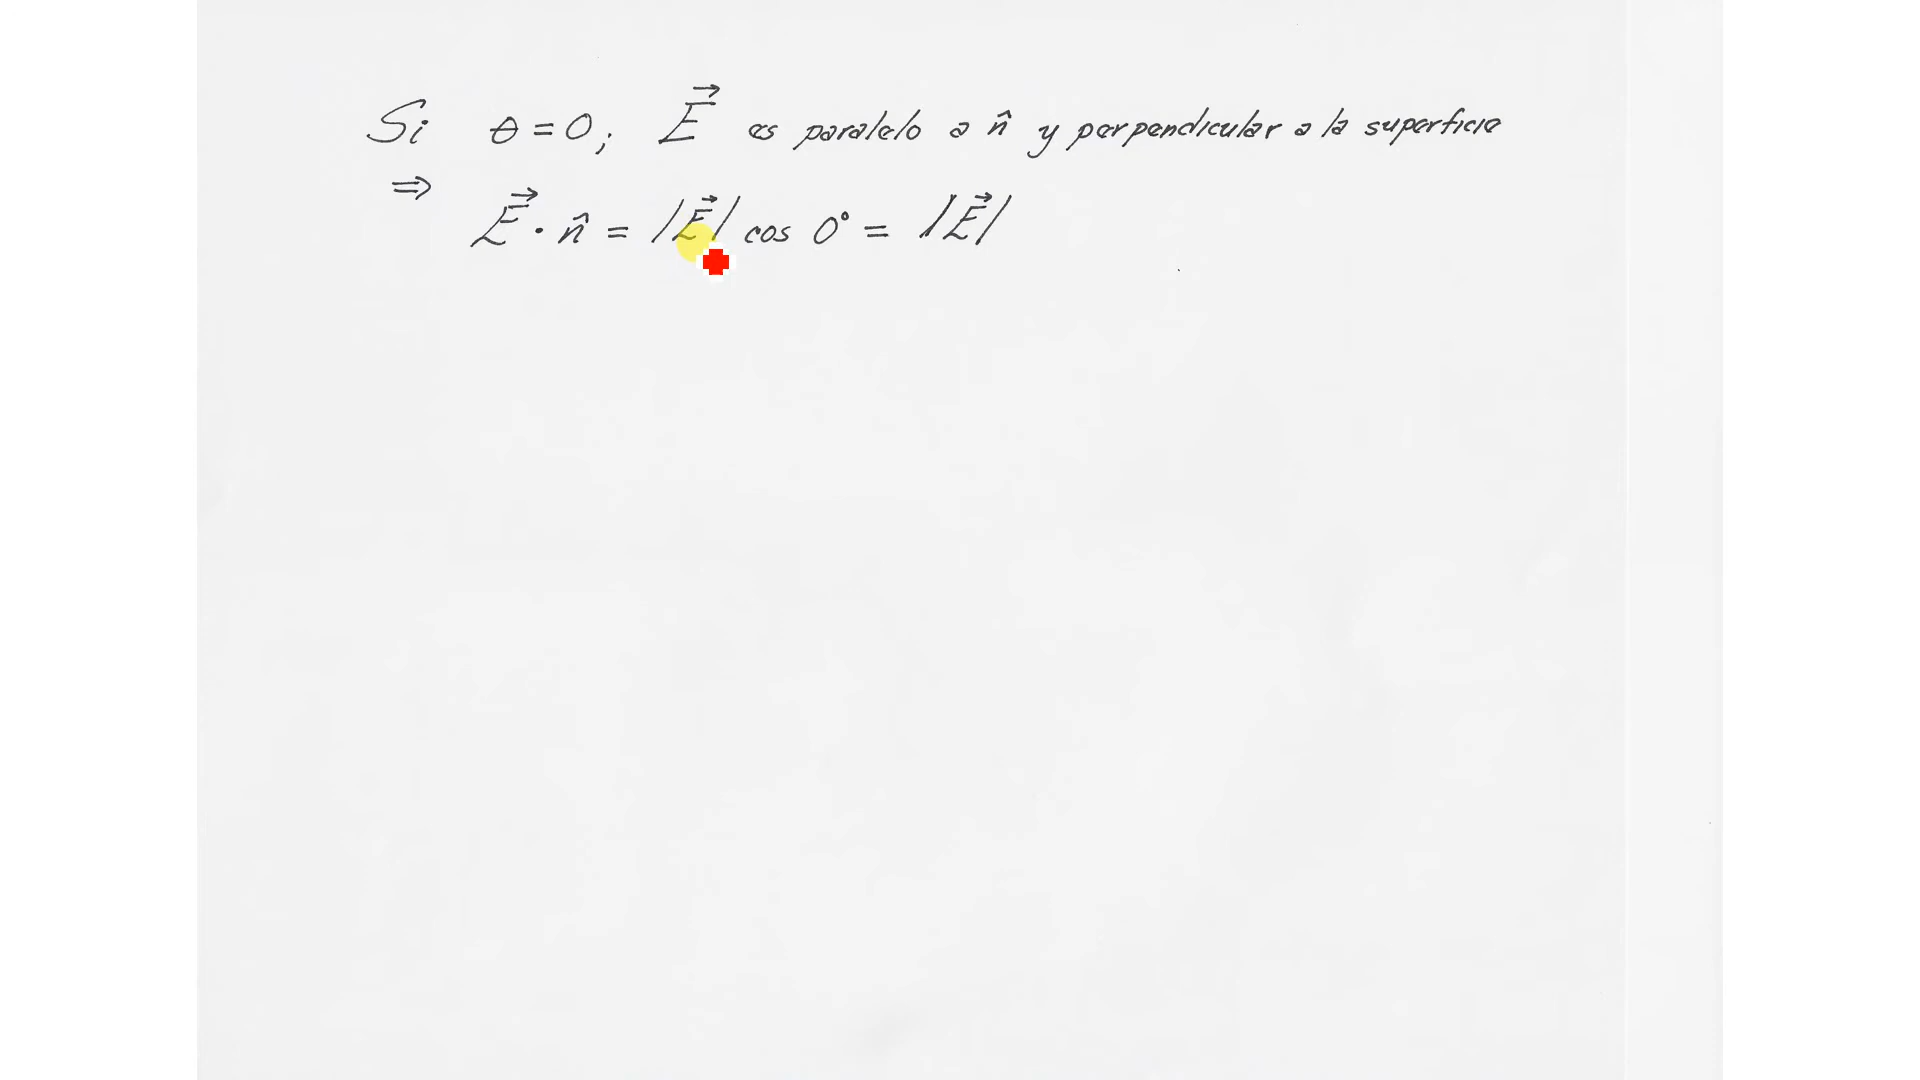 Si θ = 0; E⃗ es paralelo a n̂ y perpendicular a la superficie
⇒
E⃗ · n̂ = |E⃗| cos 0° = |E⃗|